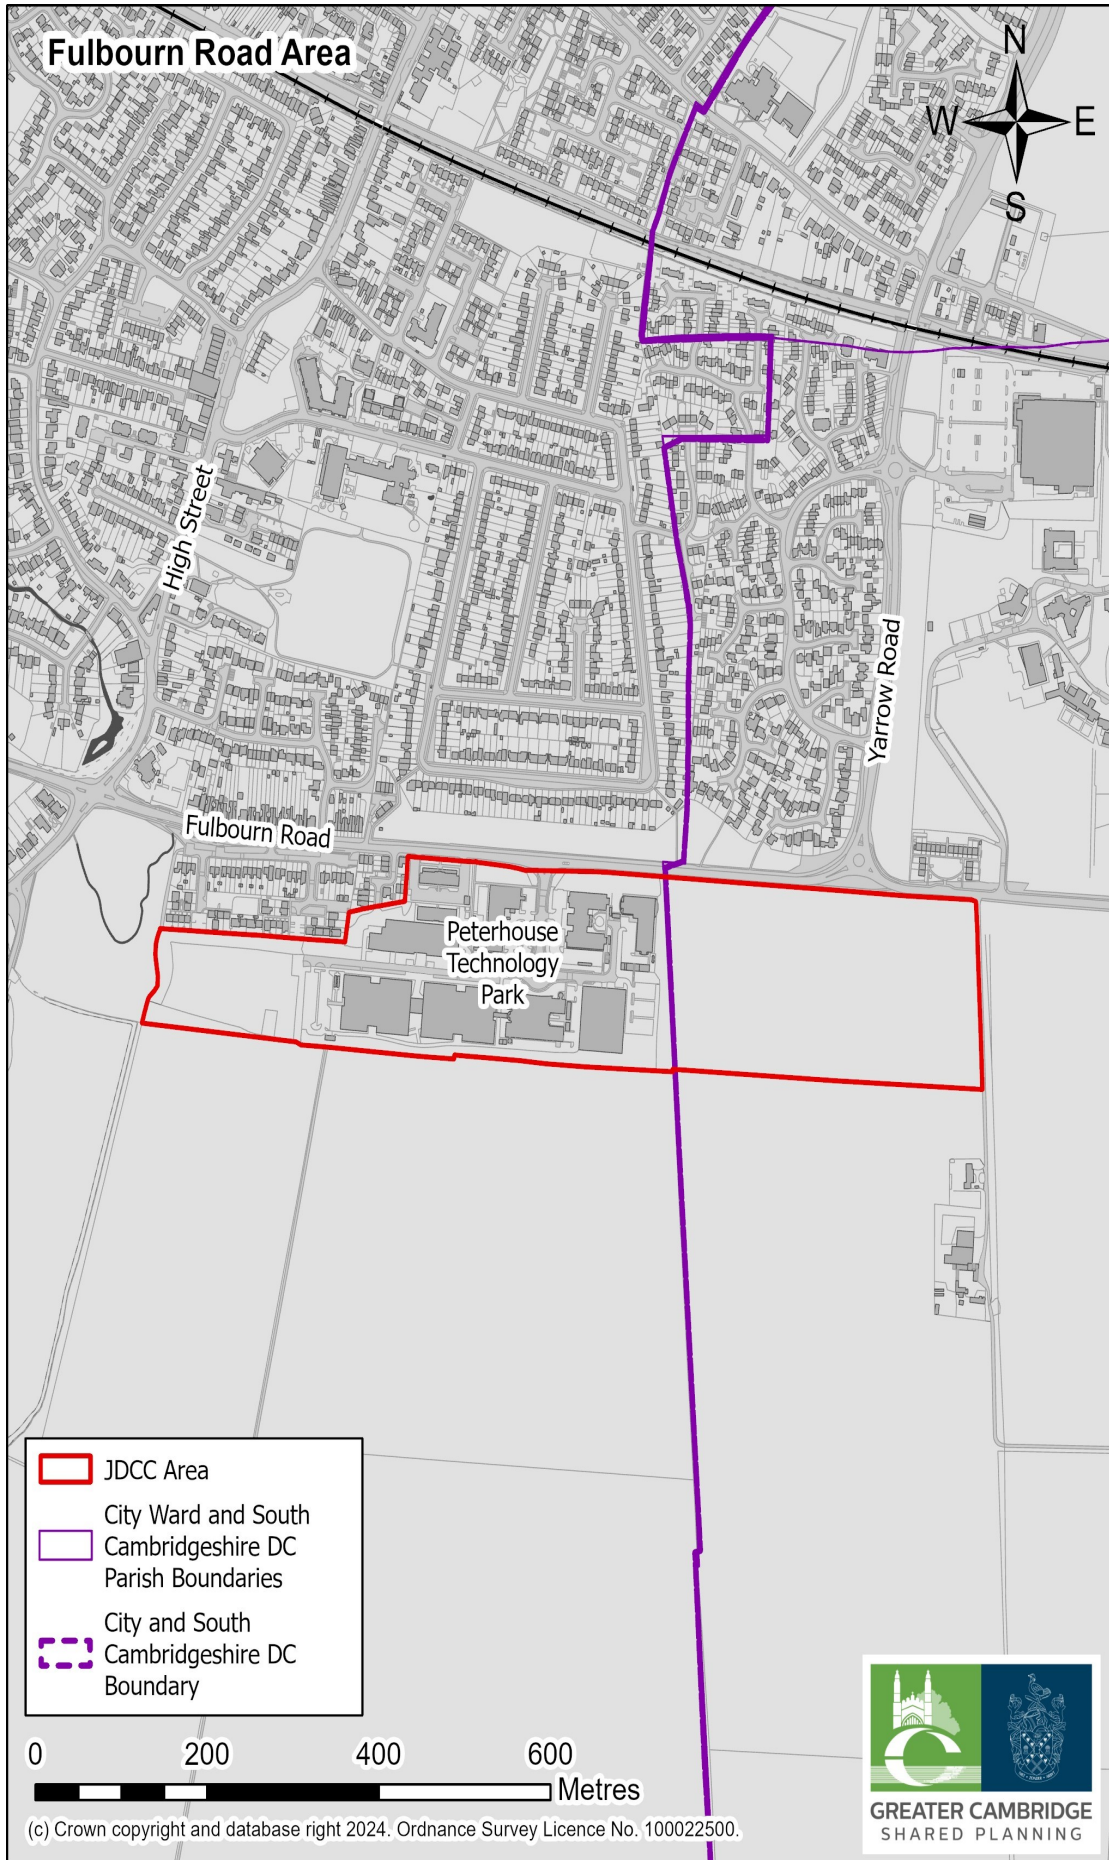 Fulbourn Road Area
N
W E
S
High Street
Yarrow Road
Fulbourn Road
Peterhouse
Technology
Park
JDCC Area
City Ward and South
Cambridgeshire DC
Parish Boundaries
City and South
Cambridgeshire DC
Boundary
0 200 400 600
Metres
(c) Crown copyright and database right 2024. Ordnance Survey Licence No. 100022500.
GREATER CAMBRIDGE
SHARED PLANNING